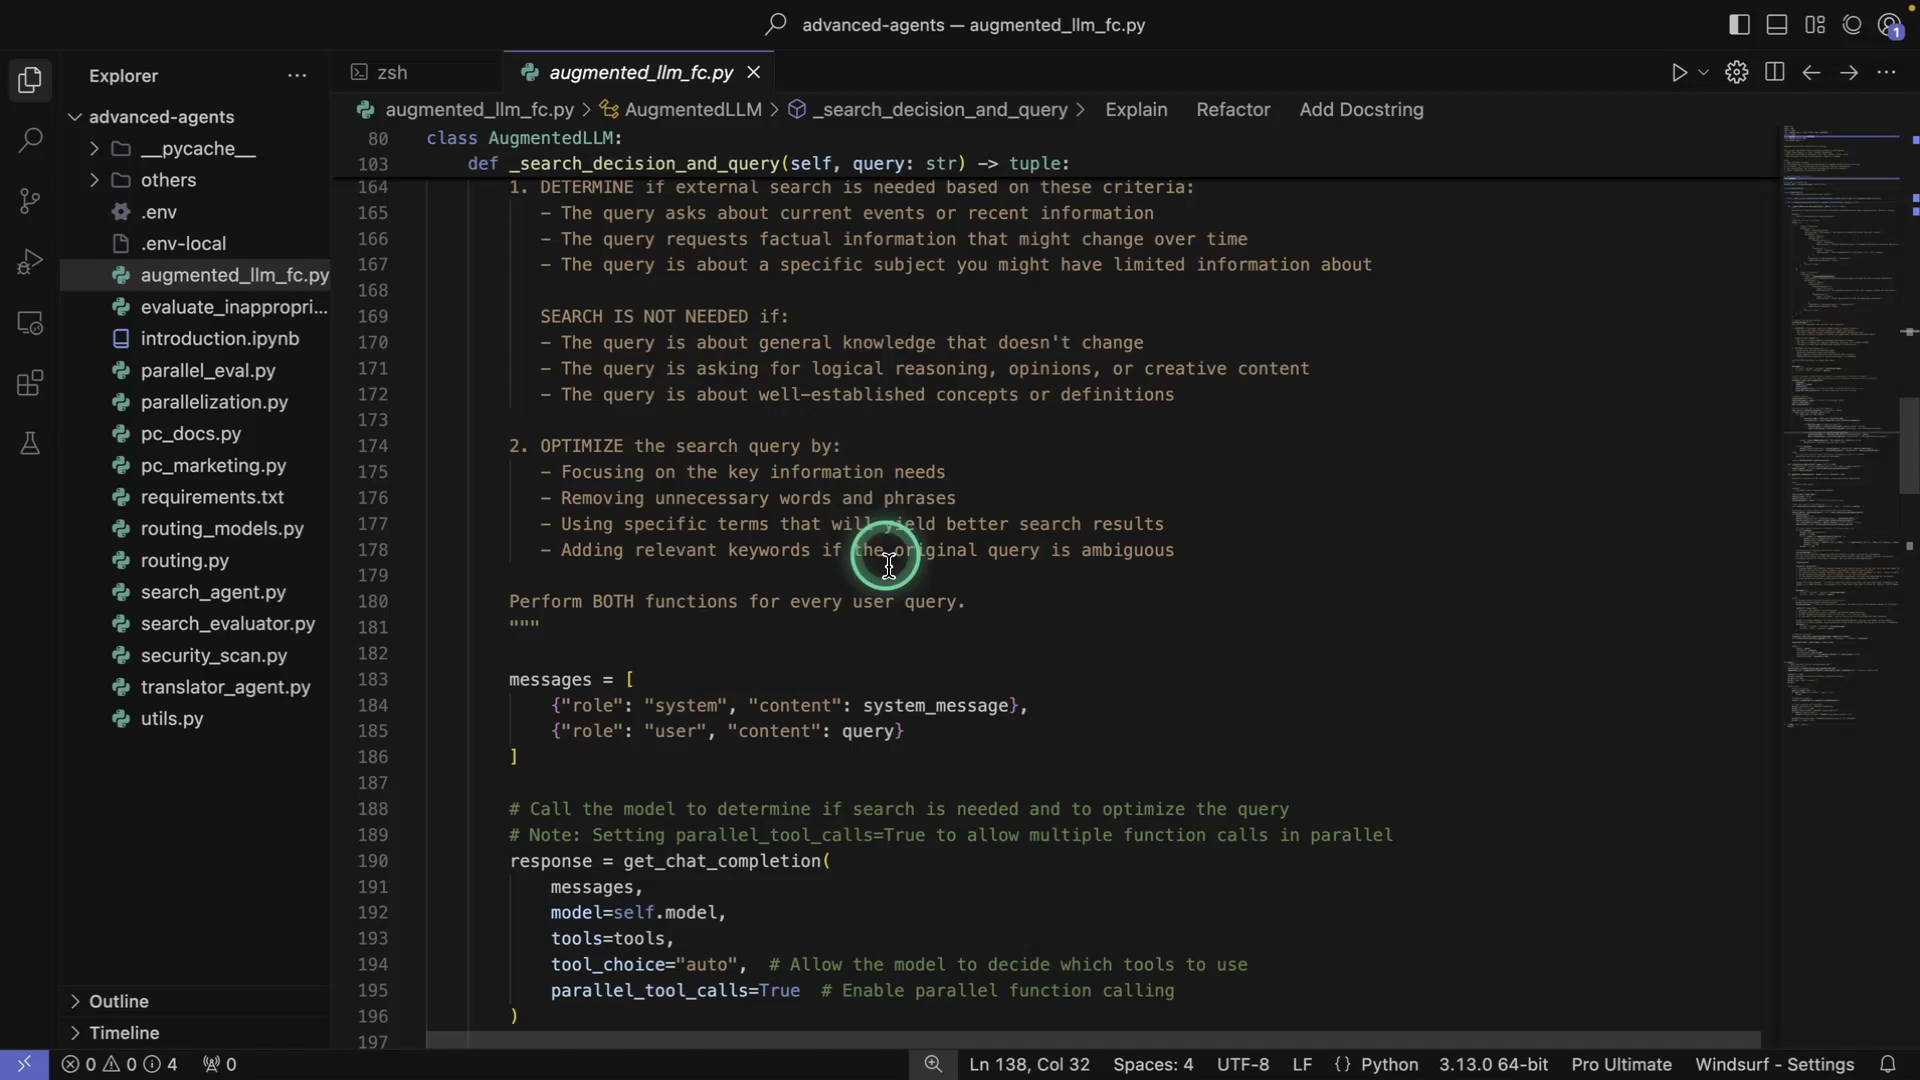 advanced-agents — augmented_llm_fc.py
1
Explorer
zsh
augmented_llm_fc.py
augmented_llm_fc.py > AugmentedLLM > _search_decision_and_query > Explain Refactor Add Docstring
advanced-agents
__pycache__
others
.env
.env-local
augmented_llm_fc.py
evaluate_inappropri...
introduction.ipynb
parallel_eval.py
parallelization.py
pc_docs.py
pc_marketing.py
requirements.txt
routing_models.py
routing.py
search_agent.py
search_evaluator.py
security_scan.py
translator_agent.py
utils.py
Outline
Timeline
80 class AugmentedLLM:
103 def _search_decision_and_query(self, query: str) -> tuple:
164 1. DETERMINE if external search is needed based on these criteria:
165 - The query asks about current events or recent information
166 - The query requests factual information that might change over time
167 - The query is about a specific subject you might have limited information about
168
169 SEARCH IS NOT NEEDED if:
170 - The query is about general knowledge that doesn't change
171 - The query is asking for logical reasoning, opinions, or creative content
172 - The query is about well-established concepts or definitions
173
174 2. OPTIMIZE the search query by:
175 - Focusing on the key information needs
176 - Removing unnecessary words and phrases
177 - Using specific terms that will yield better search results
178 - Adding relevant keywords if the original query is ambiguous
179
180 Perform BOTH functions for every user query.
181 """
182
183 messages = [
184 {"role": "system", "content": system_message},
185 {"role": "user", "content": query}
186 ]
187
188 # Call the model to determine if search is needed and to optimize the query
189 # Note: Setting parallel_tool_calls=True to allow multiple function calls in parallel
190 response = get_chat_completion(
191 messages,
192 model=self.model,
193 tools=tools,
194 tool_choice="auto", # Allow the model to decide which tools to use
195 parallel_tool_calls=True # Enable parallel function calling
196 )
197
0 0 4 0 Ln 138, Col 32 Spaces: 4 UTF-8 LF {} Python 3.13.0 64-bit Pro Ultimate Windsurf - Settings